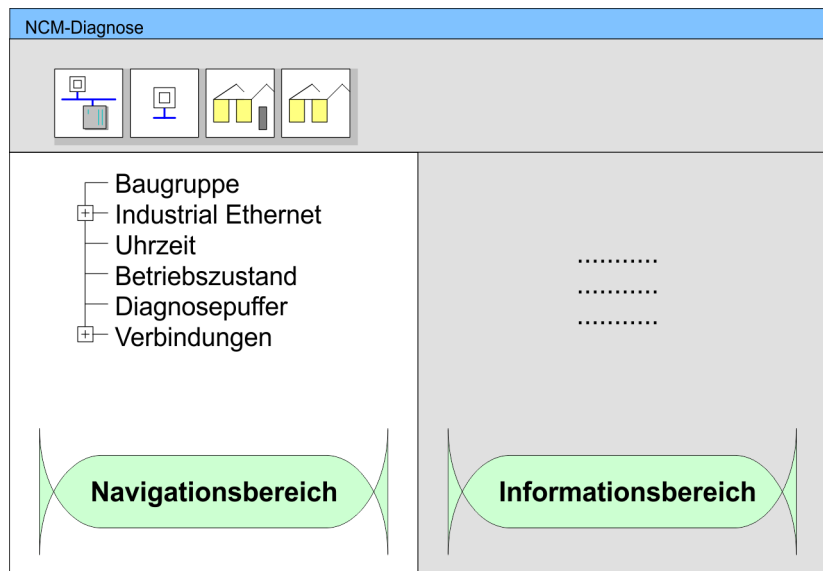 NCM-Diagnose
Baugruppe
Industrial Ethernet
Uhrzeit
Betriebszustand
Diagnosepuffer
Verbindungen
...........
...........
...........
Navigationsbereich
Informationsbereich